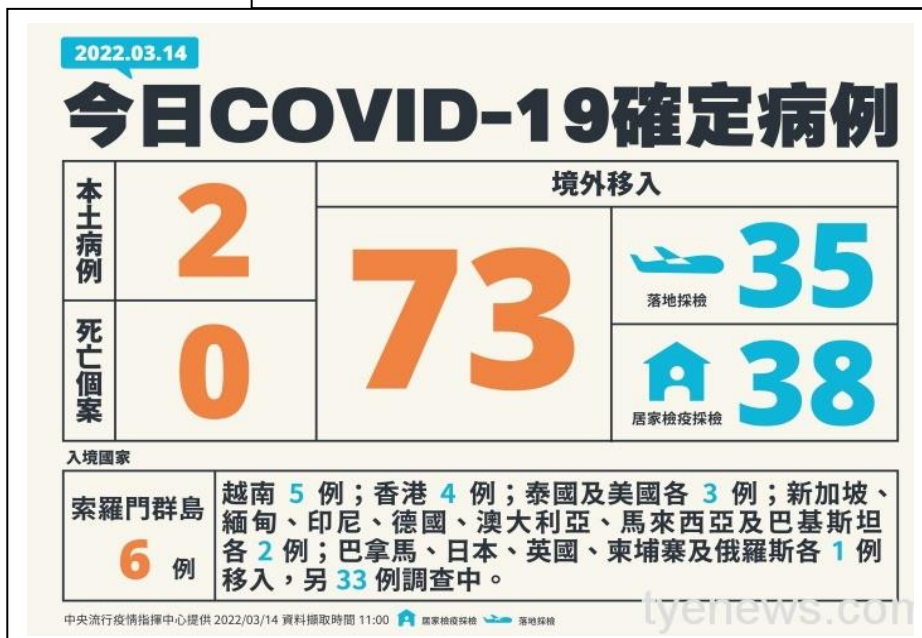 2022.03.14
今日COVID-19確定病例
本土病例
2
死亡個案
0
境外移入
73
落地採檢
35
居家檢疫採檢
38
入境國家
索羅門群島
6 例
越南 5 例；香港 4 例；泰國及美國各 3 例；新加坡、
緬甸、印尼、德國、澳大利亞、馬來西亞及巴基斯坦
各 2 例；巴拿馬、日本、英國、柬埔寨及俄羅斯各 1 例
移入，另 33 例調查中。
中央流行疫情指揮中心提供 2022/03/14 資料擷取時間 11:00 居家檢疫採檢 落地採檢
tyenews.com